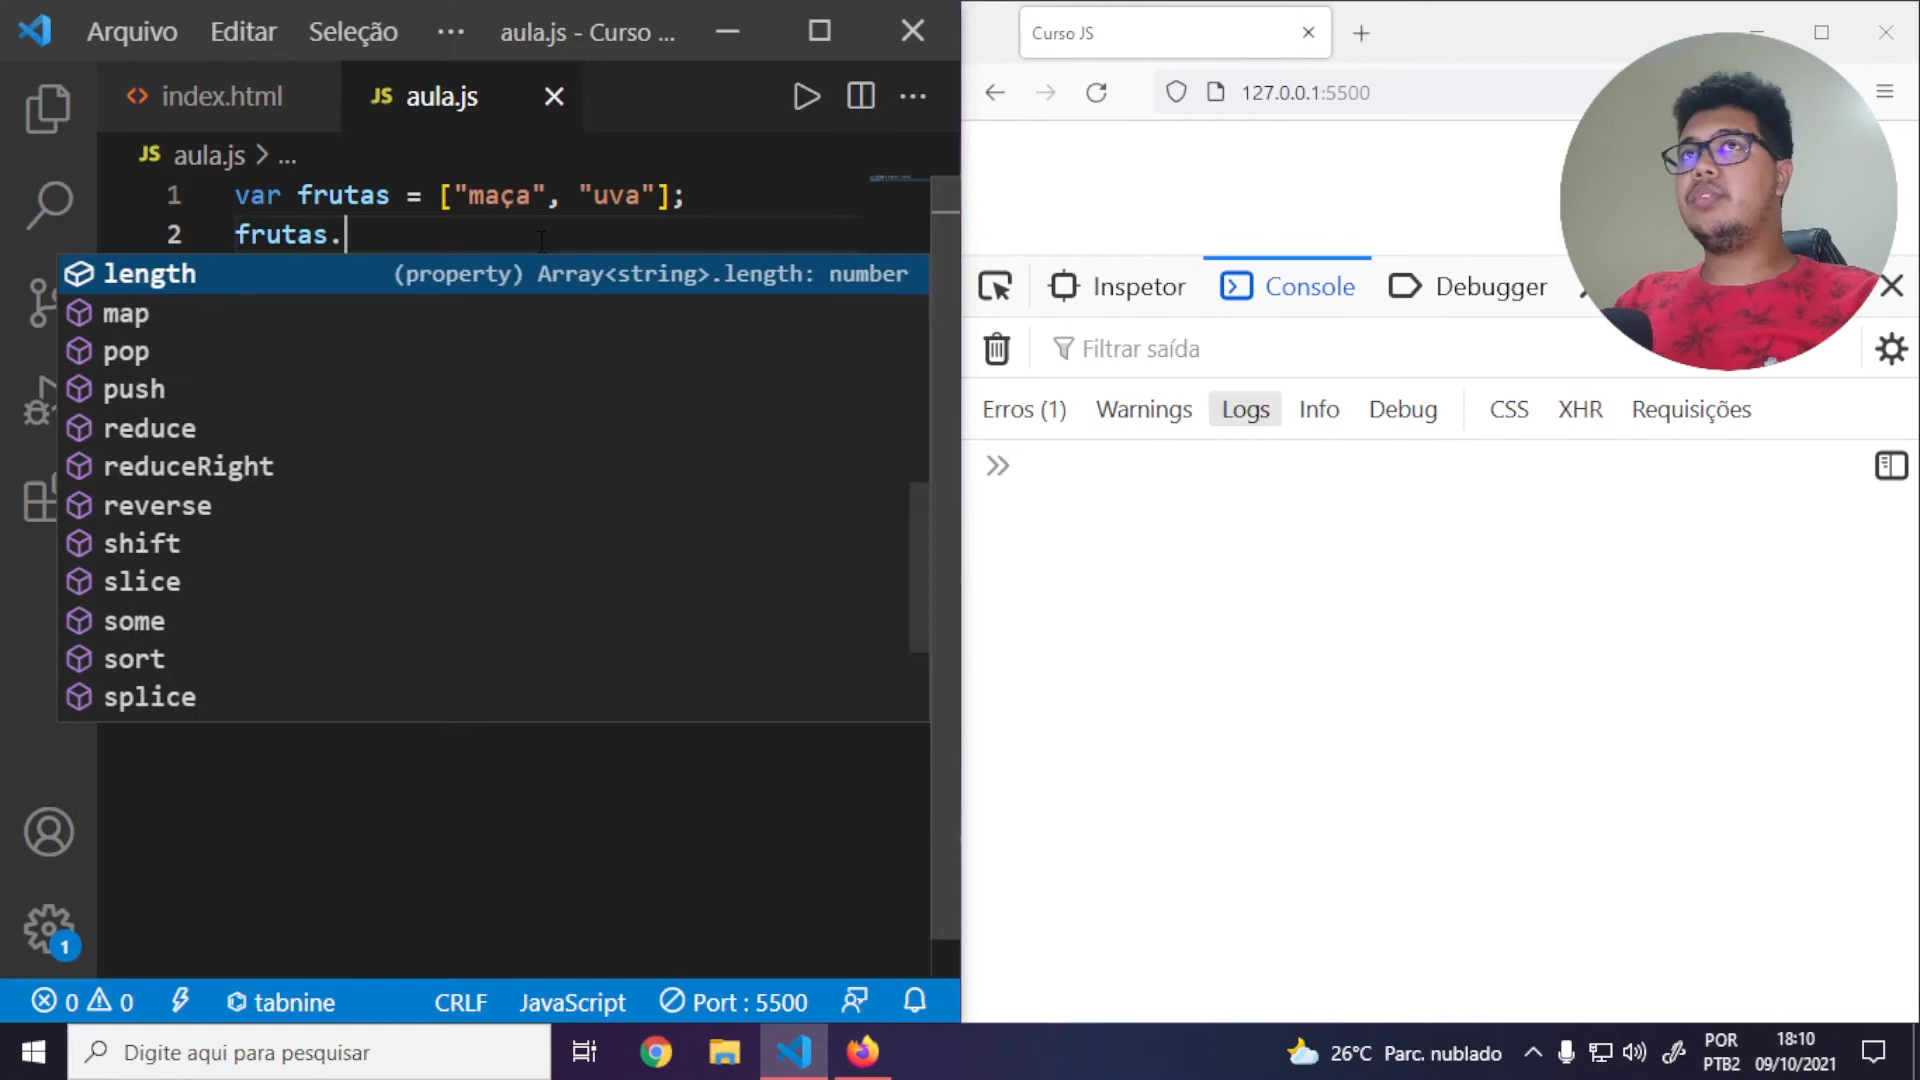 Arquivo Editar Seleção ··· aula.js - Curso ...
index.html JS aula.js
JS aula.js > ...
1 var frutas = ["maça", "uva"];
2 frutas.
length (property) Array<string>.length: number
map
pop
push
reduce
reduceRight
reverse
shift
slice
some
sort
splice
1
0 0 tabnine CRLF JavaScript Port : 5500
Curso JS
127.0.0.1:5500
Inspetor Console Debugger
Filtrar saída
Erros (1) Warnings Logs Info Debug CSS XHR Requisições
Digite aqui para pesquisar
26°C Parc. nublado
POR
PTB2
18:10
09/10/2021